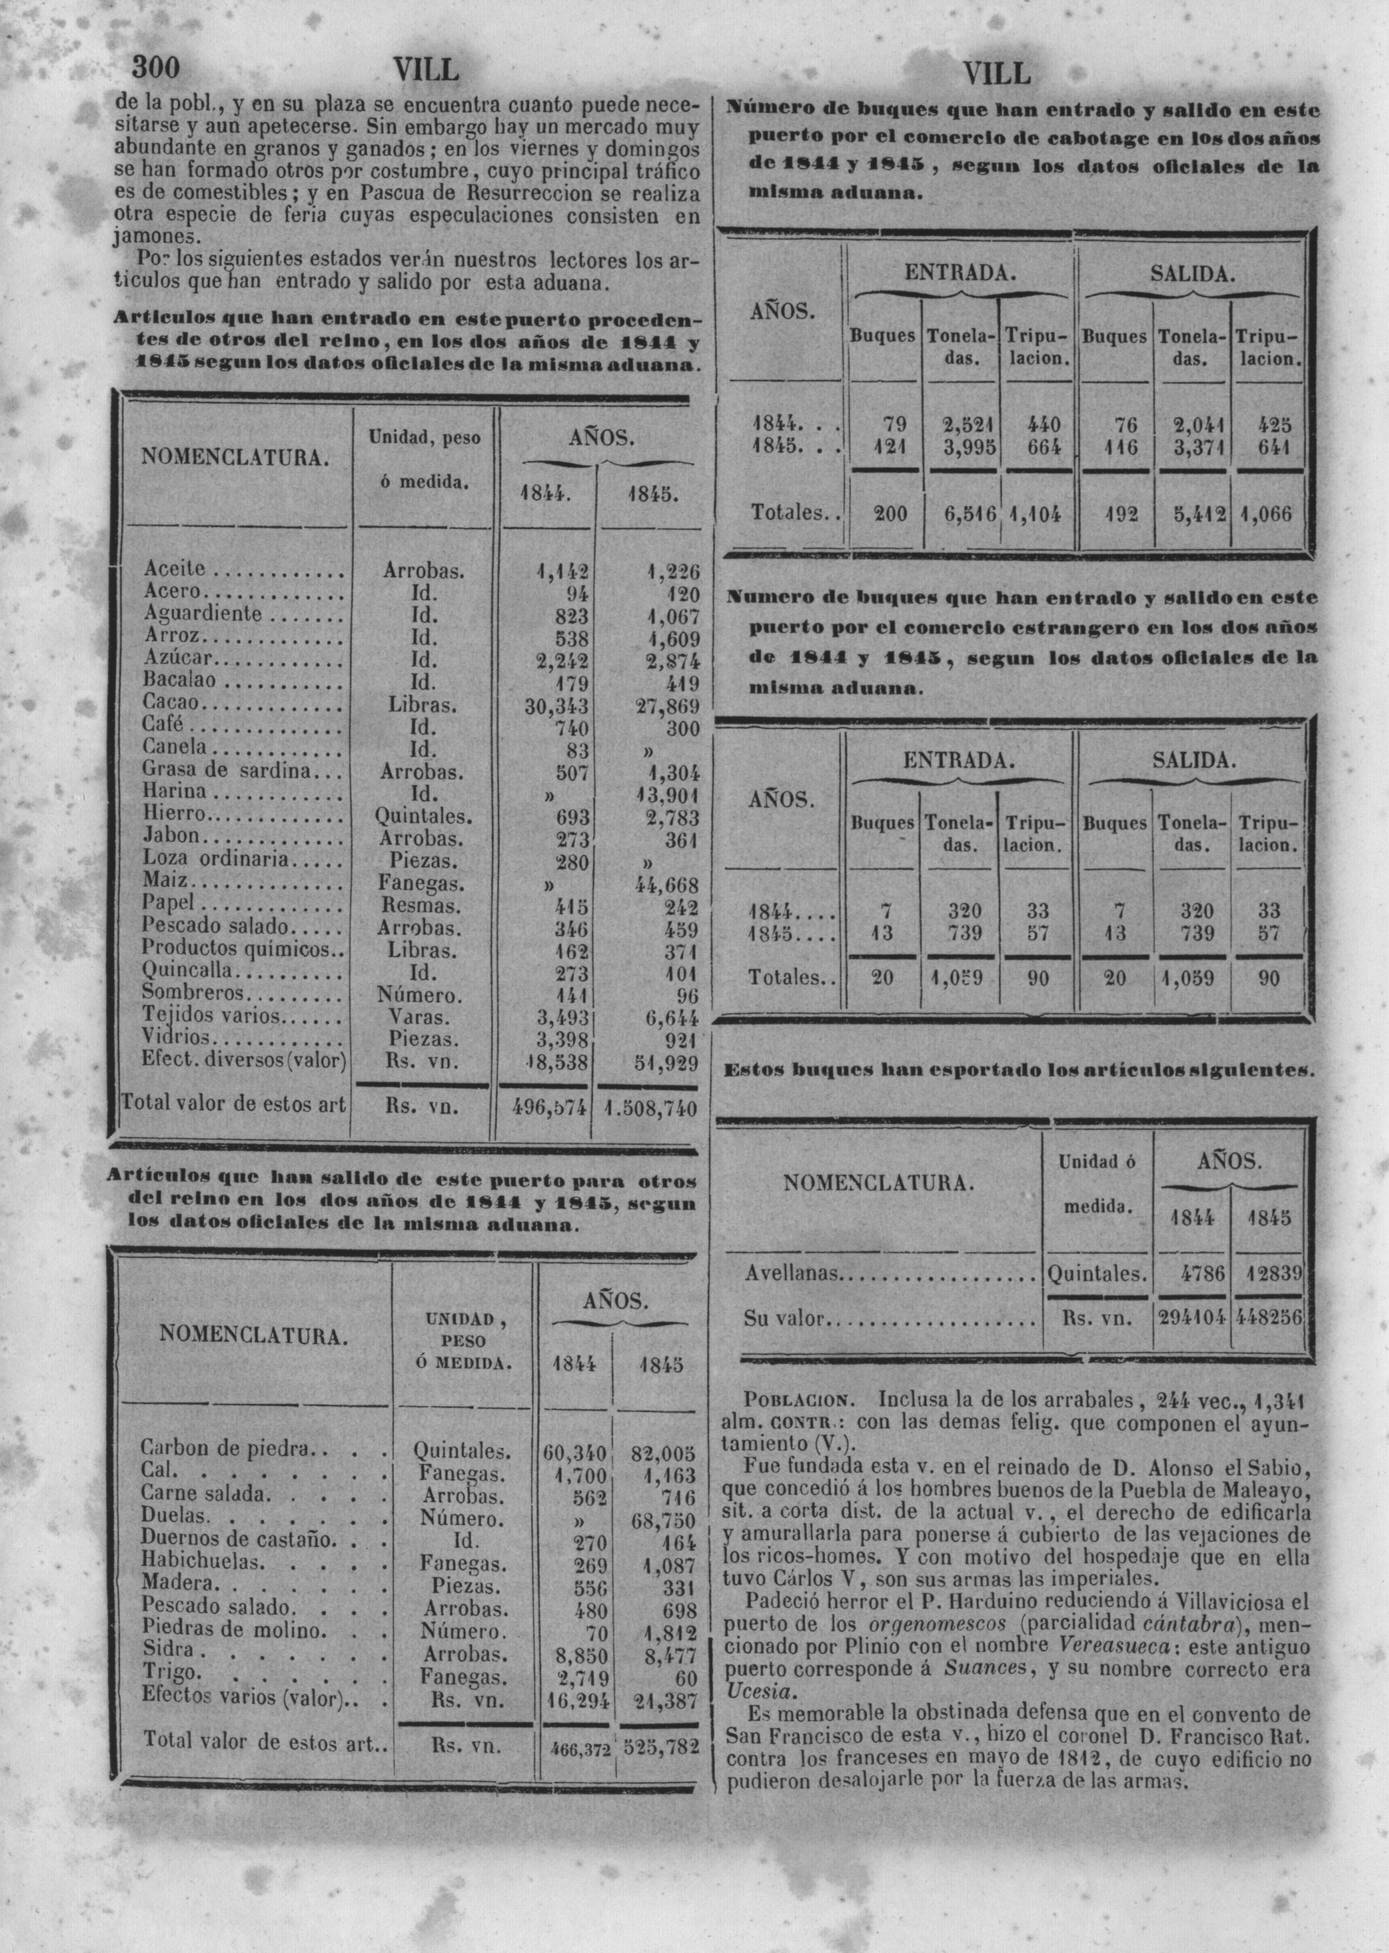 300 VILL
de la pobl., y en su plaza se encuentra cuanto puede nece-
sitarse y aun apetecerse. Sin embargo hay un mercado muy
abundante en granos y ganados; en los viernes y domingos
se han formado otros por costumbre, cuyo principal tráfico
es de comestibles; y en Pascua de Resurreccion se realiza
otra especie de feria cuyas especulaciones consisten en
jamones.
Por los siguientes estados verán nuestros lectores los ar-
ticulos que han entrado y salido por esta aduana.
Articulos que han entrado en este puerto proceden-
tes de otros del reino, en los dos años de 1844 y
1845 segun los datos oficiales de la misma aduana.
NOMENCLATURA. Unidad, peso ó medida. AÑOS.
1844. 1845.
Aceite ............ Arrobas. 1,142 1,226
Acero............. Id. 94 120
Aguardiente ....... Id. 823 1,067
Arroz............. Id. 538 1,609
Azúcar............ Id. 2,242 2,874
Bacalao ........... Id. 179 419
Cacao............. Libras. 30,343 27,869
Café .............. Id. 740 300
Canela ............ Id. 83 »
Grasa de sardina... Arrobas. 507 1,304
Harina ............ Id. » 13,901
Hierro............. Quintales. 693 2,783
Jabon............. Arrobas. 273 361
Loza ordinaria..... Piezas. 280 »
Maiz.............. Fanegas. » 44,668
Papel ............. Resmas. 415 242
Pescado salado..... Arrobas. 346 459
Productos químicos.. Libras. 162 371
Quincalla.......... Id. 273 101
Sombreros......... Número. 141 96
Tejidos varios...... Varas. 3,493 6,644
Vidrios............ Piezas. 3,398 921
Efect. diversos (valor) Rs. vn. 18,538 51,929
Total valor de estos art Rs. vn. 496,574 1.508,740
Artículos que han salido de este puerto para otros
del reino en los dos años de 1844 y 1845, segun
los datos oficiales de la misma aduana.
NOMENCLATURA. UNIDAD, PESO Ó MEDIDA. AÑOS.
1844 1845
Carbon de piedra.. . . Quintales. 60,340 82,005
Cal. . . . . . . . Fanegas. 1,700 1,163
Carne salada. . . . . Arrobas. 562 716
Duelas. . . . . . . Número. » 68,750
Duernos de castaño. . . Id. 270 164
Habichuelas. . . . . Fanegas. 269 1,087
Madera. . . . . . . Piezas. 556 331
Pescado salado. . . . Arrobas. 480 698
Piedras de molino. . . Número. 70 1,812
Sidra . . . . . . . Arrobas. 8,850 8,477
Trigo. . . . . . . Fanegas. 2,719 60
Efectos varios (valor).. . Rs. vn. 16,294 21,387
Total valor de estos art.. Rs. vn. 466,372 525,782
VILL
Número de buques que han entrado y salido en este
puerto por el comercio de cabotage en los dos años
de 1844 y 1845, segun los datos oficiales de la
misma aduana.
AÑOS. ENTRADA. SALIDA.
Buques Tonela-das. Tripu-lacion. Buques Tonela-das. Tripu-lacion.
1844. . . 79 2,521 440 76 2,041 425
1845. . . 121 3,995 664 116 3,371 641
Totales.. 200 6,516 1,104 192 5,412 1,066
Numero de buques que han entrado y salido en este
puerto por el comercio estrangero en los dos años
de 1844 y 1845, segun los datos oficiales de la
misma aduana.
AÑOS. ENTRADA. SALIDA.
Buques Tonela-das. Tripu-lacion. Buques Tonela-das. Tripu-lacion.
1844.... 7 320 33 7 320 33
1845.... 13 739 57 13 739 57
Totales.. 20 1,059 90 20 1,059 90
Estos buques han esportado los artículos siguientes.
NOMENCLATURA. Unidad ó medida. AÑOS.
1844 1845
Avellanas.................. Quintales. 4786 12839
Su valor................... Rs. vn. 294104 448256
POBLACION. Inclusa la de los arrabales, 244 vec., 1,341
alm. CONTR.: con las demas felig. que componen el ayun-
tamiento (V.).
Fue fundada esta v. en el reinado de D. Alonso el Sabio,
que concedió á los hombres buenos de la Puebla de Maleayo,
sit. a corta dist. de la actual v., el derecho de edificarla
y amurallarla para ponerse á cubierto de las vejaciones de
los ricos-homes. Y con motivo del hospedaje que en ella
tuvo Cárlos V, son sus armas las imperiales.
Padeció herror el P. Harduino reduciendo á Villaviciosa el
puerto de los orgenomescos (parcialidad cántabra), men-
cionado por Plinio con el nombre Vereasueca: este antiguo
puerto corresponde á Suances, y su nombre correcto era
Ucesia.
Es memorable la obstinada defensa que en el convento de
San Francisco de esta v., hizo el coronel D. Francisco Rat.
contra los franceses en mayo de 1812, de cuyo edificio no
pudieron desalojarle por la fuerza de las armas.